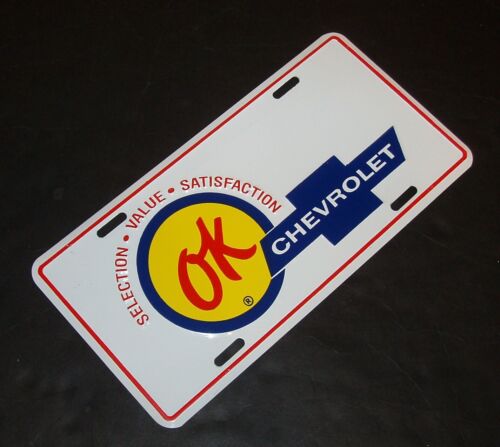 SELECTION • VALUE • SATISFACTION
OK
®
CHEVROLET